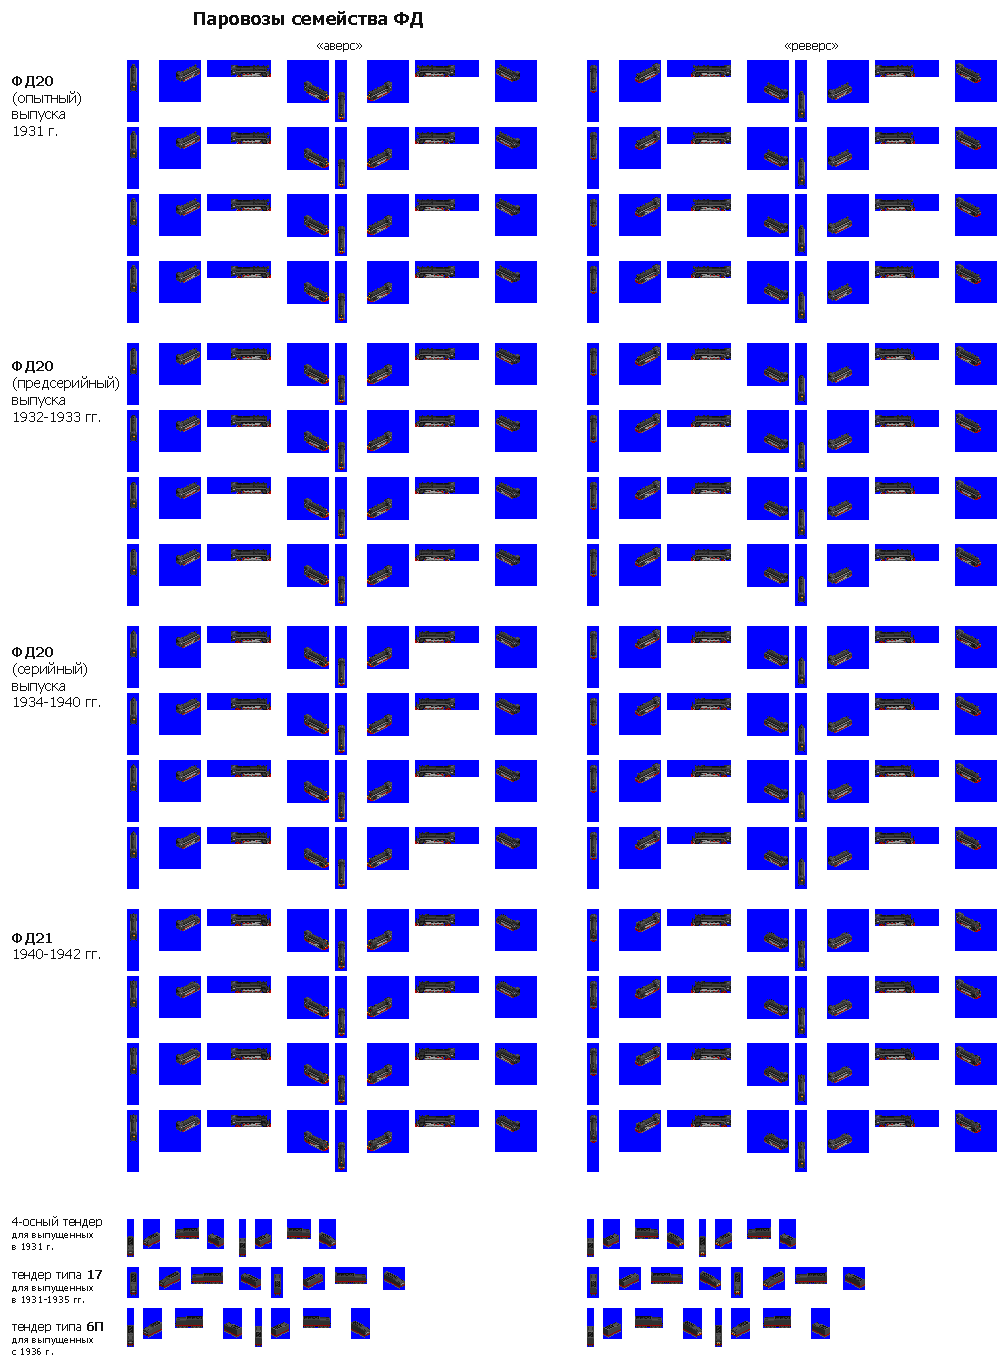 Паровозы семейства ФД
«аверс»
«реверс»
ФД20
(опытный)
выпуска
1931 г.
ФД20
(предсерийный)
выпуска
1932-1933 гг.
ФД20
(серийный)
выпуска
1934-1940 гг.
ФД21
1940-1942 гг.
4-осный тендер
для выпущенных
в 1931 г.
тендер типа 17
для выпущенных
в 1931-1935 гг.
тендер типа 6П
для выпущенных
с 1936 г.